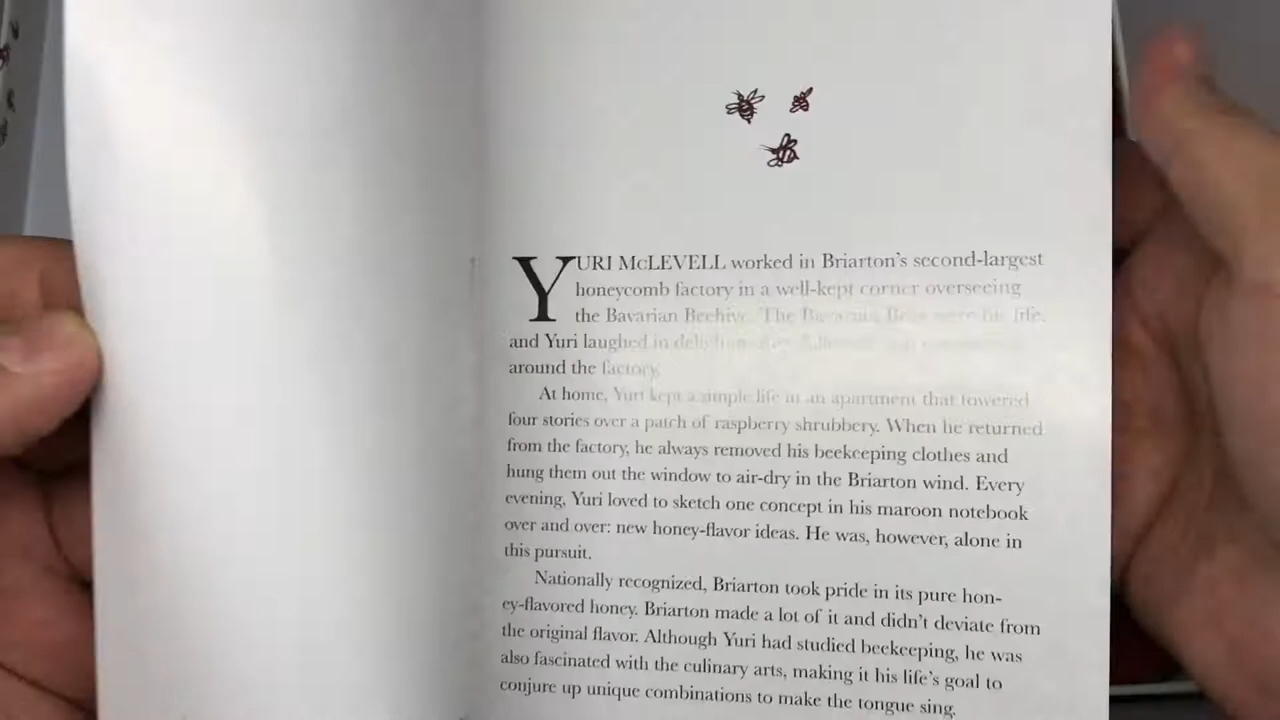 YURI McLEVELL worked in Briarton's second-largest
honeycomb factory in a well-kept corner overseeing
the Bavarian Beehive. The Bavarian Bees were his life,
and Yuri laughed in
around the factory.
At home, Yuri kept a simple life in an apartment that towered
four stories over a patch of raspberry shrubbery. When he returned
from the factory, he always removed his beekeeping clothes and
hung them out the window to air-dry in the Briarton wind. Every
evening, Yuri loved to sketch one concept in his maroon notebook
over and over: new honey-flavor ideas. He was, however, alone in
this pursuit.
Nationally recognized, Briarton took pride in its pure hon-
ey-flavored honey. Briarton made a lot of it and didn't deviate from
the original flavor. Although Yuri had studied beekeeping, he was
also fascinated with the culinary arts, making it his life's goal to
conjure up unique combinations to make the tongue sing.